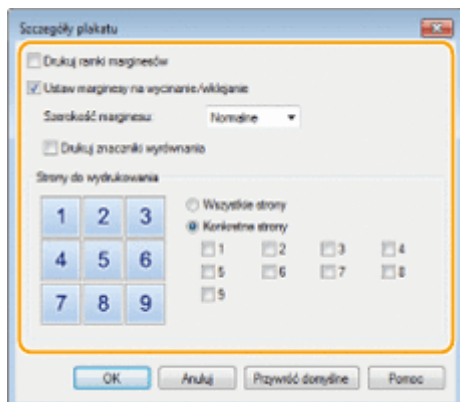 Szczegóły plakatu
Drukuj ramki marginesów
Ustaw marginesy na wycinanie/wklejanie
Szerokość marginesu: Normalne
Drukuj znaczniki wyrównania
Strony do wydrukowania
1 2 3
4 5 6
7 8 9
Wszystkie strony
Konkretne strony
1 2 3 4
5 6 7 8
9
OK Anuluj Przywróć domyślne Pomoc